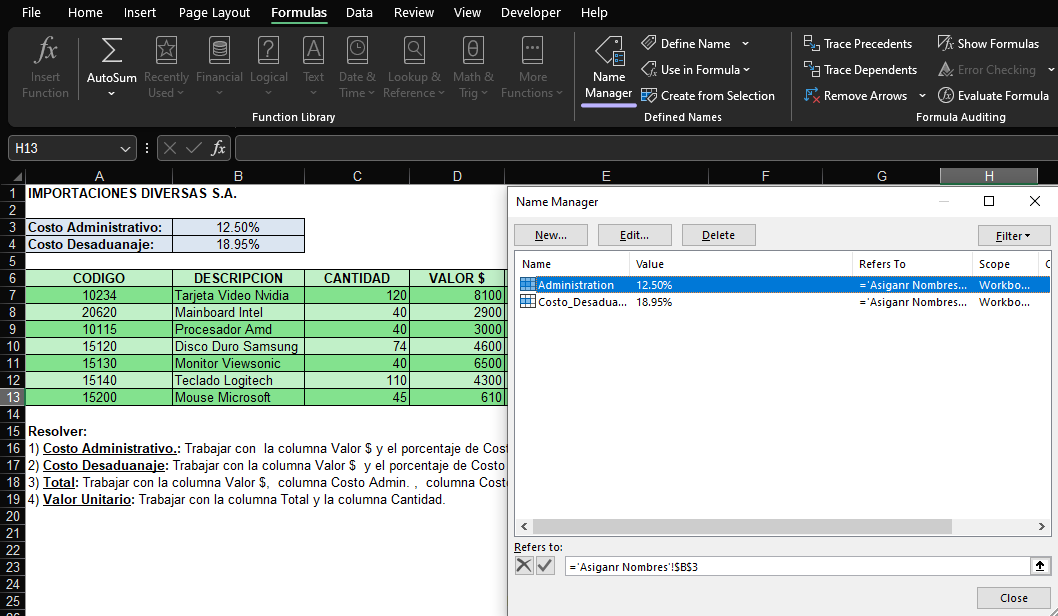 File Home Insert Page Layout Formulas Data Review View Developer Help
fx Insert Function
AutoSum
Recently Used
Financial
Logical
Text
Date & Time
Lookup & Reference
Math & Trig
More Functions
Function Library
Name Manager
Define Name
Use in Formula
Create from Selection
Defined Names
Trace Precedents
Trace Dependents
Remove Arrows
Show Formulas
Error Checking
Evaluate Formula
Formula Auditing
H13 fx
A B C D E F G H
1 IMPORTACIONES DIVERSAS S.A.
2
3 Costo Administrativo: 12.50%
4 Costo Desaduanaje: 18.95%
5
6 CODIGO DESCRIPCION CANTIDAD VALOR $
7 10234 Tarjeta Video Nvidia 120 8100
8 20620 Mainboard Intel 40 2900
9 10115 Procesador Amd 40 3000
10 15120 Disco Duro Samsung 74 4600
11 15130 Monitor Viewsonic 40 6500
12 15140 Teclado Logitech 110 4300
13 15200 Mouse Microsoft 45 610
14
15 Resolver:
16 1) Costo Administrativo.: Trabajar con la columna Valor $ y el porcentaje de Cost
17 2) Costo Desaduanaje: Trabajar con la columna Valor $ y el porcentaje de Costo
18 3) Total: Trabajar con la columna Valor $, columna Costo Admin. , columna Cost
19 4) Valor Unitario: Trabajar con la columna Total y la columna Cantidad.
20
21
22
23
24
25
Name Manager
New... Edit... Delete Filter
Name Value Refers To Scope C
Administration 12.50% ='Asiganr Nombres... Workbo...
Costo_Desadua... 18.95% ='Asiganr Nombres... Workbo...
Refers to:
='Asiganr Nombres'!$B$3
Close